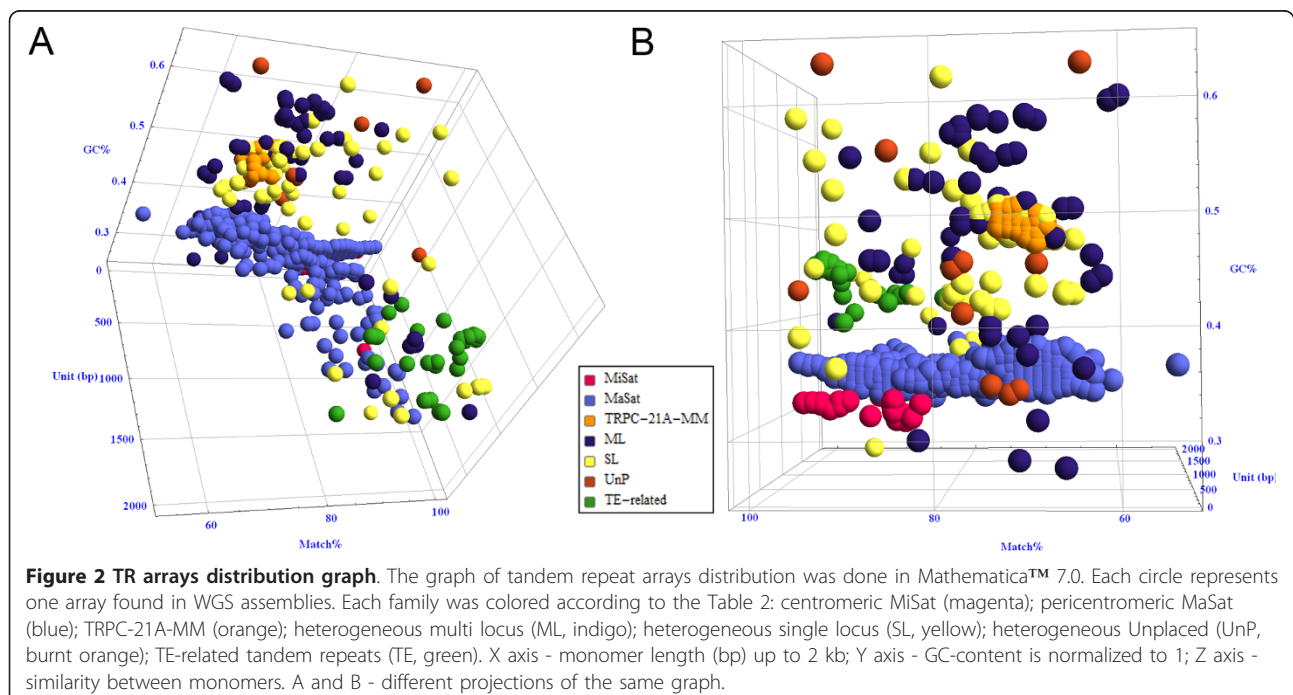 A
B
0.6
0.5
GC%
0.4
0.3
0
500
Unit (bp)
1000
1500
2000
60
80
100
Match%
0.6
0.5
GC%
0.4
0.3
2000
1500
1000
500
0
Unit (bp)
100
80
60
Match%
MiSat
MaSat
TRPC-21A-MM
ML
SL
UnP
TE-related
Figure 2 TR arrays distribution graph. The graph of tandem repeat arrays distribution was done in Mathematica™ 7.0. Each circle represents
one array found in WGS assemblies. Each family was colored according to the Table 2: centromeric MiSat (magenta); pericentromeric MaSat
(blue); TRPC-21A-MM (orange); heterogeneous multi locus (ML, indigo); heterogeneous single locus (SL, yellow); heterogeneous Unplaced (UnP,
burnt orange); TE-related tandem repeats (TE, green). X axis - monomer length (bp) up to 2 kb; Y axis - GC-content is normalized to 1; Z axis -
similarity between monomers. A and B - different projections of the same graph.